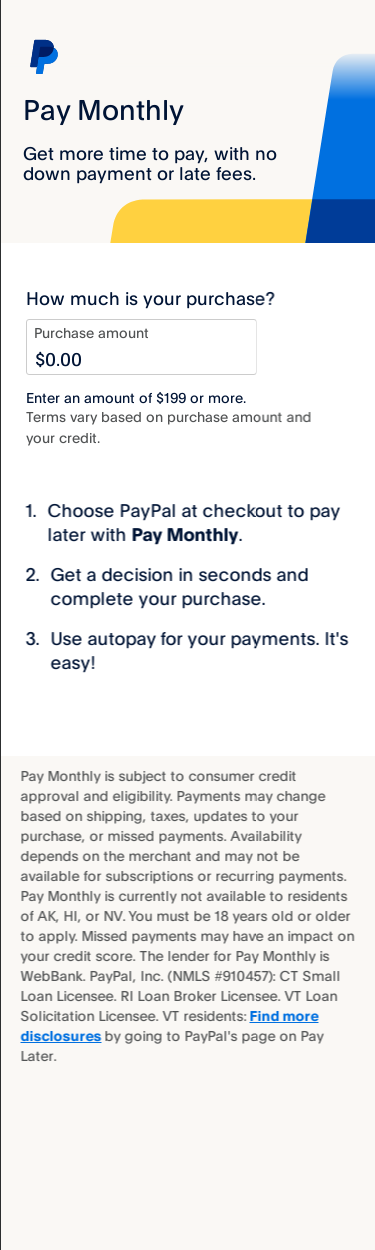 Pay Monthly
Get more time to pay, with no
down payment or late fees.
How much is your purchase?
Purchase amount
$0.00
Enter an amount of $199 or more.
Terms vary based on purchase amount and
your credit.
1. Choose PayPal at checkout to pay
later with Pay Monthly.
2. Get a decision in seconds and
complete your purchase.
3. Use autopay for your payments. It's
easy!
Pay Monthly is subject to consumer credit
approval and eligibility. Payments may change
based on shipping, taxes, updates to your
purchase, or missed payments. Availability
depends on the merchant and may not be
available for subscriptions or recurring payments.
Pay Monthly is currently not available to residents
of AK, HI, or NV. You must be 18 years old or older
to apply. Missed payments may have an impact on
your credit score. The lender for Pay Monthly is
WebBank. PayPal, Inc. (NMLS #910457): CT Small
Loan Licensee. RI Loan Broker Licensee. VT Loan
Solicitation Licensee. VT residents: Find more
disclosures by going to PayPal's page on Pay
Later.